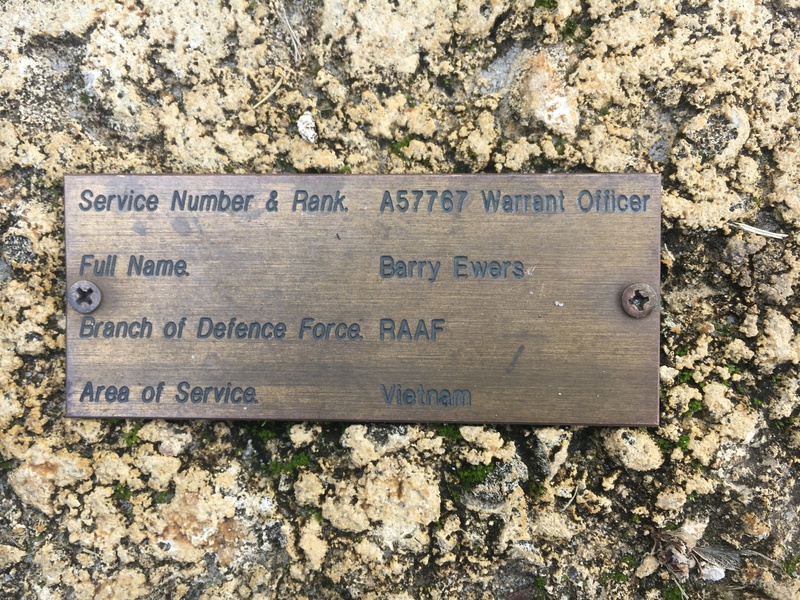 Service Number & Rank. A57767 Warrant Officer
Full Name. Barry Ewers
Branch of Defence Force. RAAF
Area of Service. Vietnam